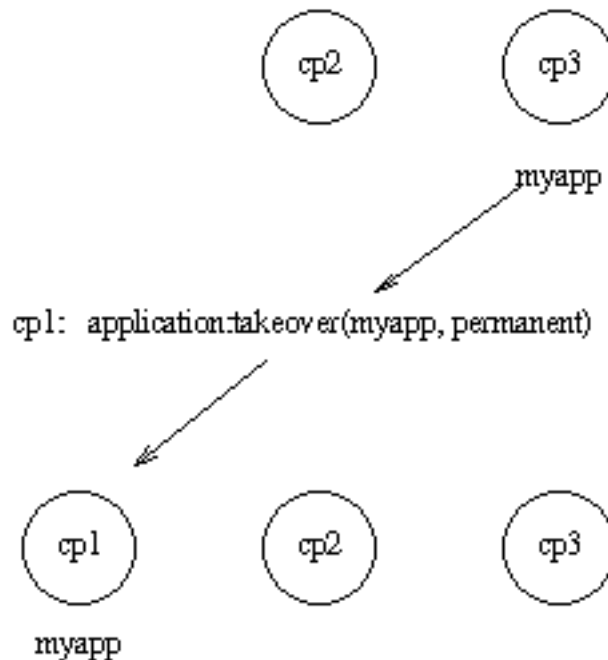 cp2 cp3
myapp
cp1: application:takeover(myapp, permanent)
cp1 cp2 cp3
myapp